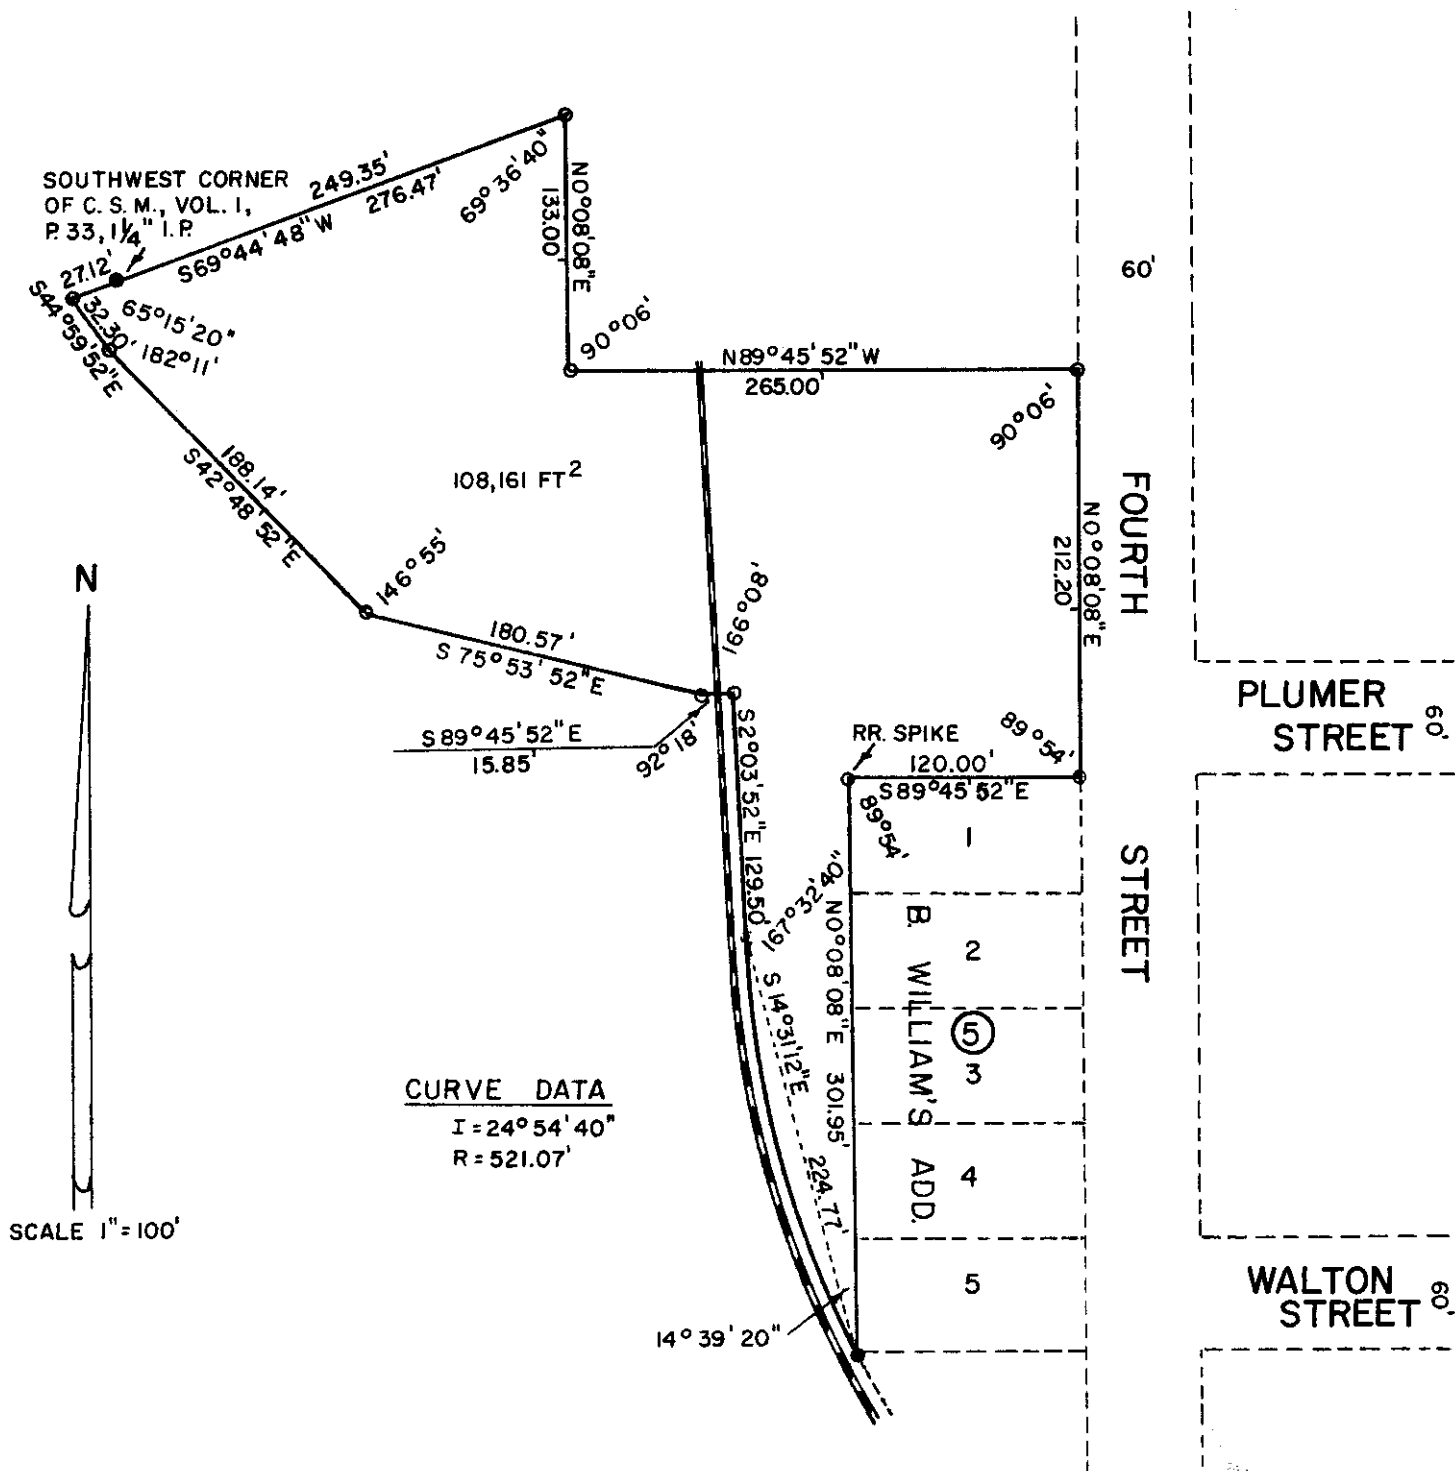 SOUTHWEST CORNER
OF C. S. M., VOL. 1,
P. 33, 1¼" I.P.
249.35'
276.47'
S69°44'48"W
27.12'
69°36'40"
N0°08'08"E
133.00'
S44°59'52"E
32.30'
65°15'20"
182°11'
90°06'
N89°45'52"W
265.00'
90°06'
60'
188.14'
S42°48'52"E
108,161 FT²
146°55'
180.57'
S 75°53'52"E
166°08'
S89°45'52"E
15.85'
92°18'
N0°08'08"E
212.20'
FOURTH
STREET
PLUMER
STREET
60'
RR. SPIKE
89°54'
120.00'
S89°45'52"E
89°54'
S2°03'52"E 129.50'
167°32'40"
N0°08'08"E 301.95'
S 14°31'12"E
224.77'
B. WILLIAM'S ADD.
1
2
5
3
4
5
N
SCALE 1"=100'
CURVE DATA
I=24°54'40"
R=521.07'
14°39'20"
WALTON
STREET
60'